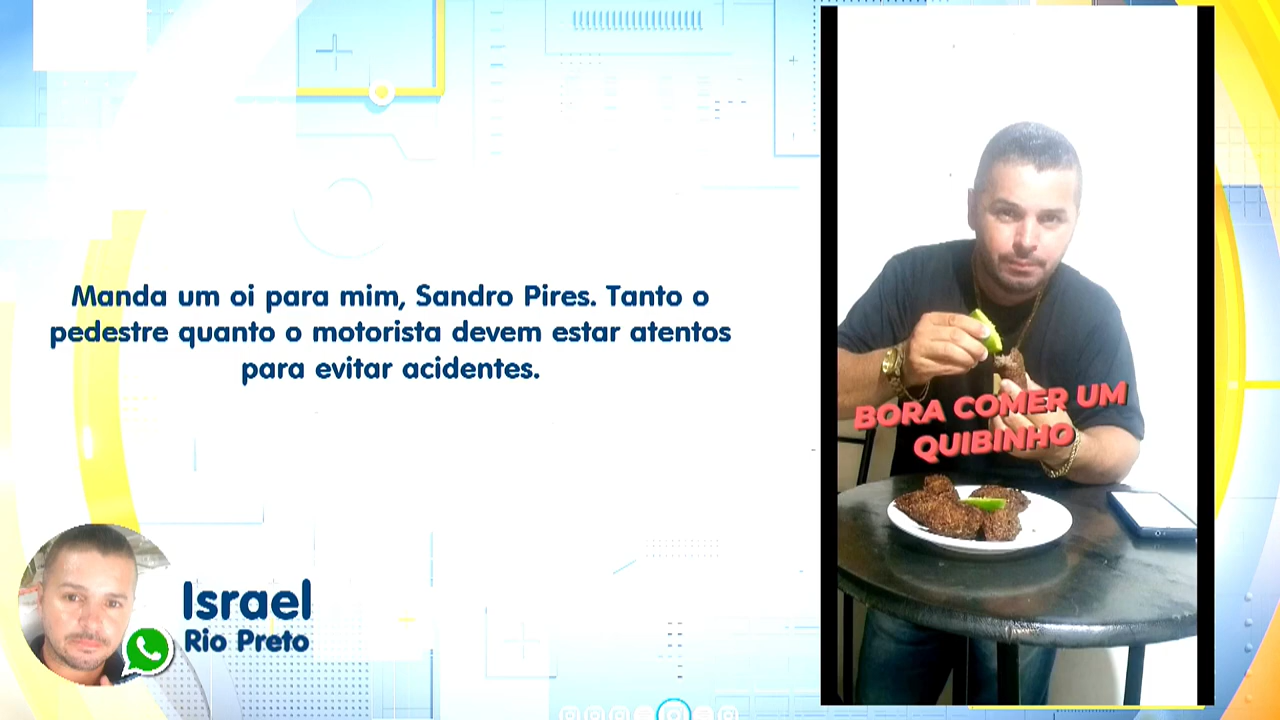 Manda um oi para mim, Sandro Pires. Tanto o
pedestre quanto o motorista devem estar atentos
para evitar acidentes.
Israel
Rio Preto
BORA COMER UM
QUIBINHO